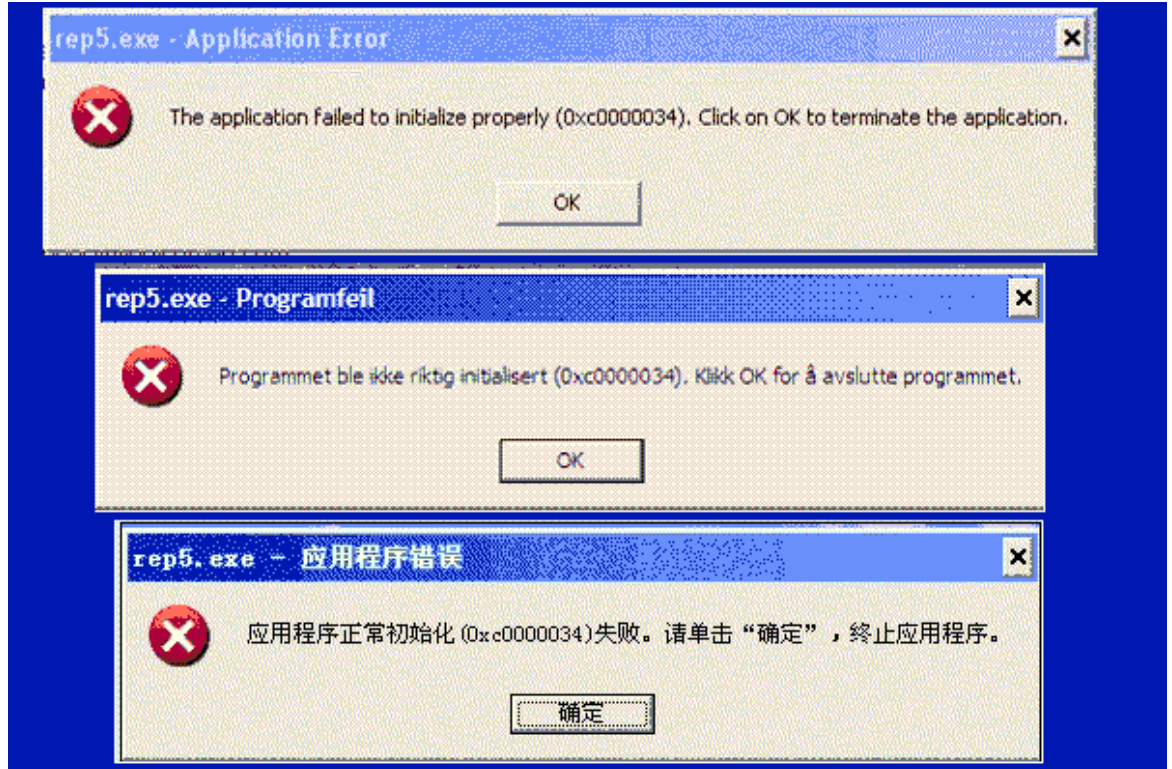 rep5.exe - Application Error
The application failed to initialize properly (0xc0000034). Click on OK to terminate the application.
OK
rep5.exe - Programfeil
Programmet ble ikke riktig initialisert (0xc0000034). Klikk OK for å avslutte programmet.
OK
rep5.exe - 应用程序错误
应用程序正常初始化(0xc0000034)失败。请单击“确定”，终止应用程序。
确定